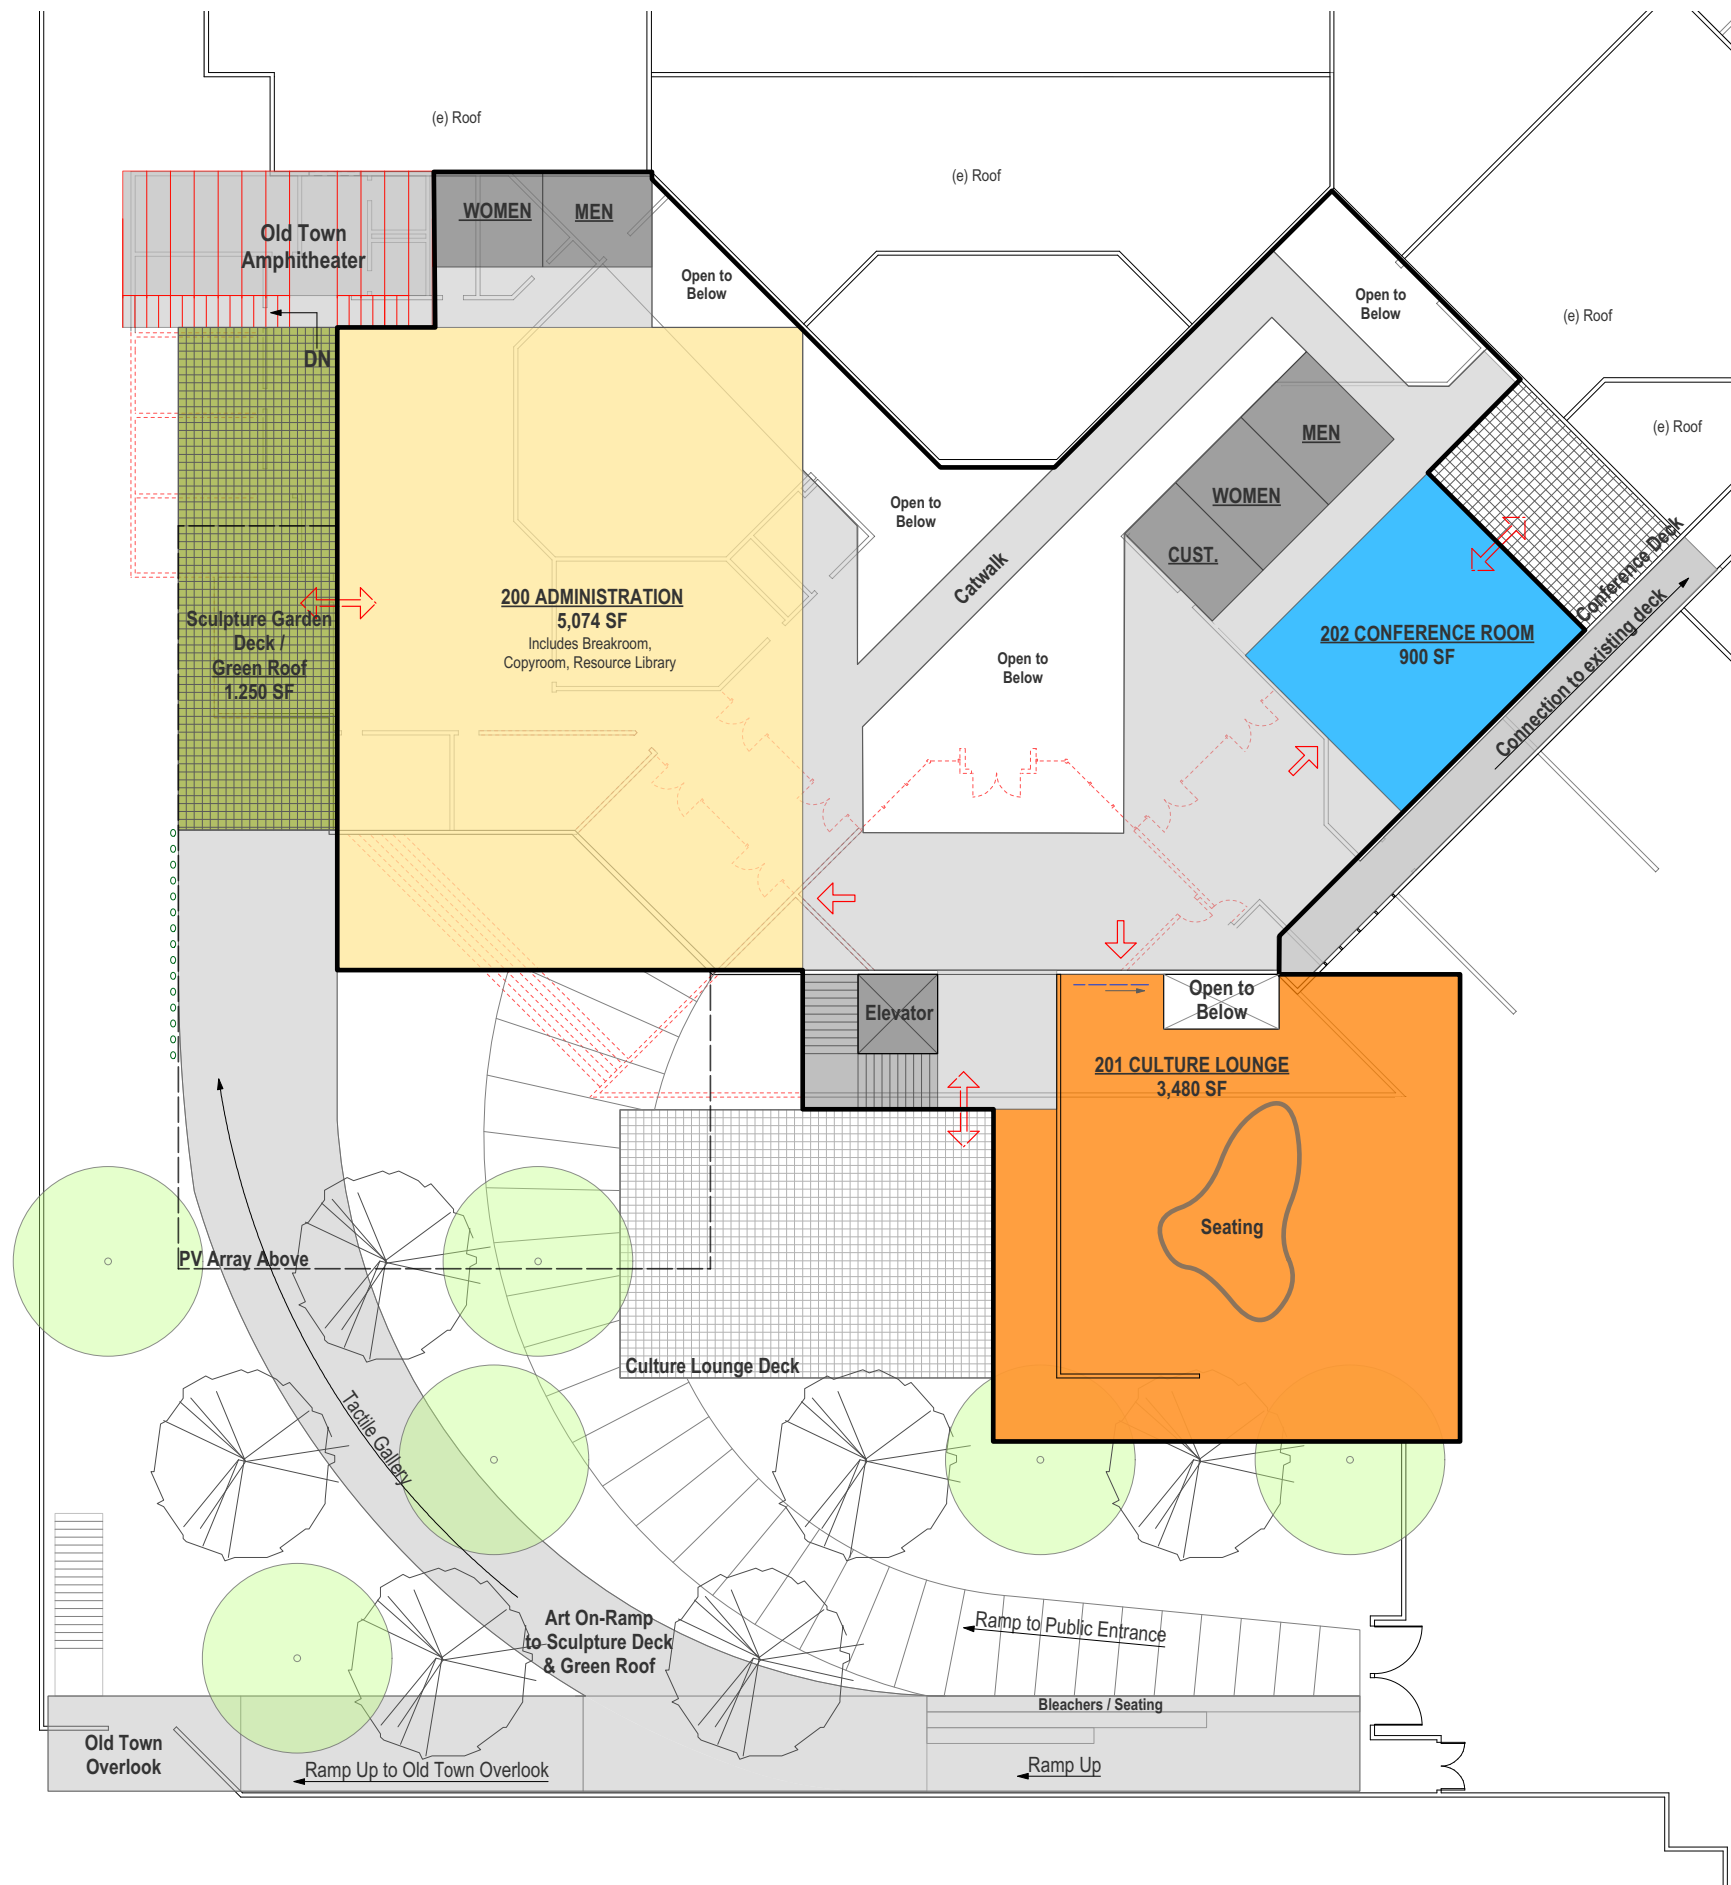 (e) Roof
(e) Roof
WOMEN
MEN
Old Town
Amphitheater
Open to
Below
Open to
Below
(e) Roof
DN
(e) Roof
MEN
WOMEN
CUST.
Open to
Below
Catwalk
200 ADMINISTRATION
5,074 SF
Includes Breakroom,
Copyroom, Resource Library
Sculpture Garden
Deck /
Green Roof
1.250 SF
Open to
Below
202 CONFERENCE ROOM
900 SF
Conference Deck
Connection to existing deck
Elevator
Open to
Below
201 CULTURE LOUNGE
3,480 SF
Seating
PV Array Above
Culture Lounge Deck
Tactile Gallery
Art On-Ramp
to Sculpture Deck
& Green Roof
Ramp to Public Entrance
Bleachers / Seating
Old Town
Overlook
Ramp Up to Old Town Overlook
Ramp Up